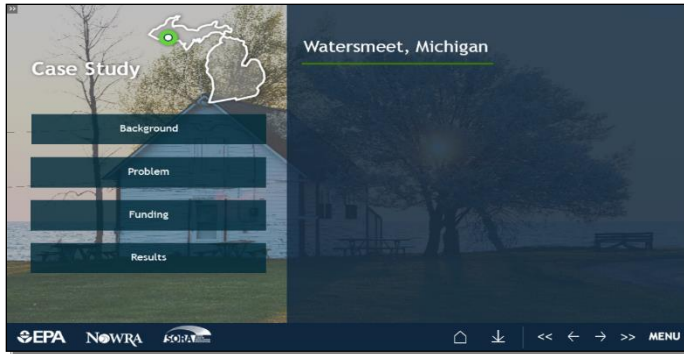 Case Study
Watersmeet, Michigan
Background
Problem
Funding
Results
EPA
NOWRA
SORA
<< ← → >> MENU